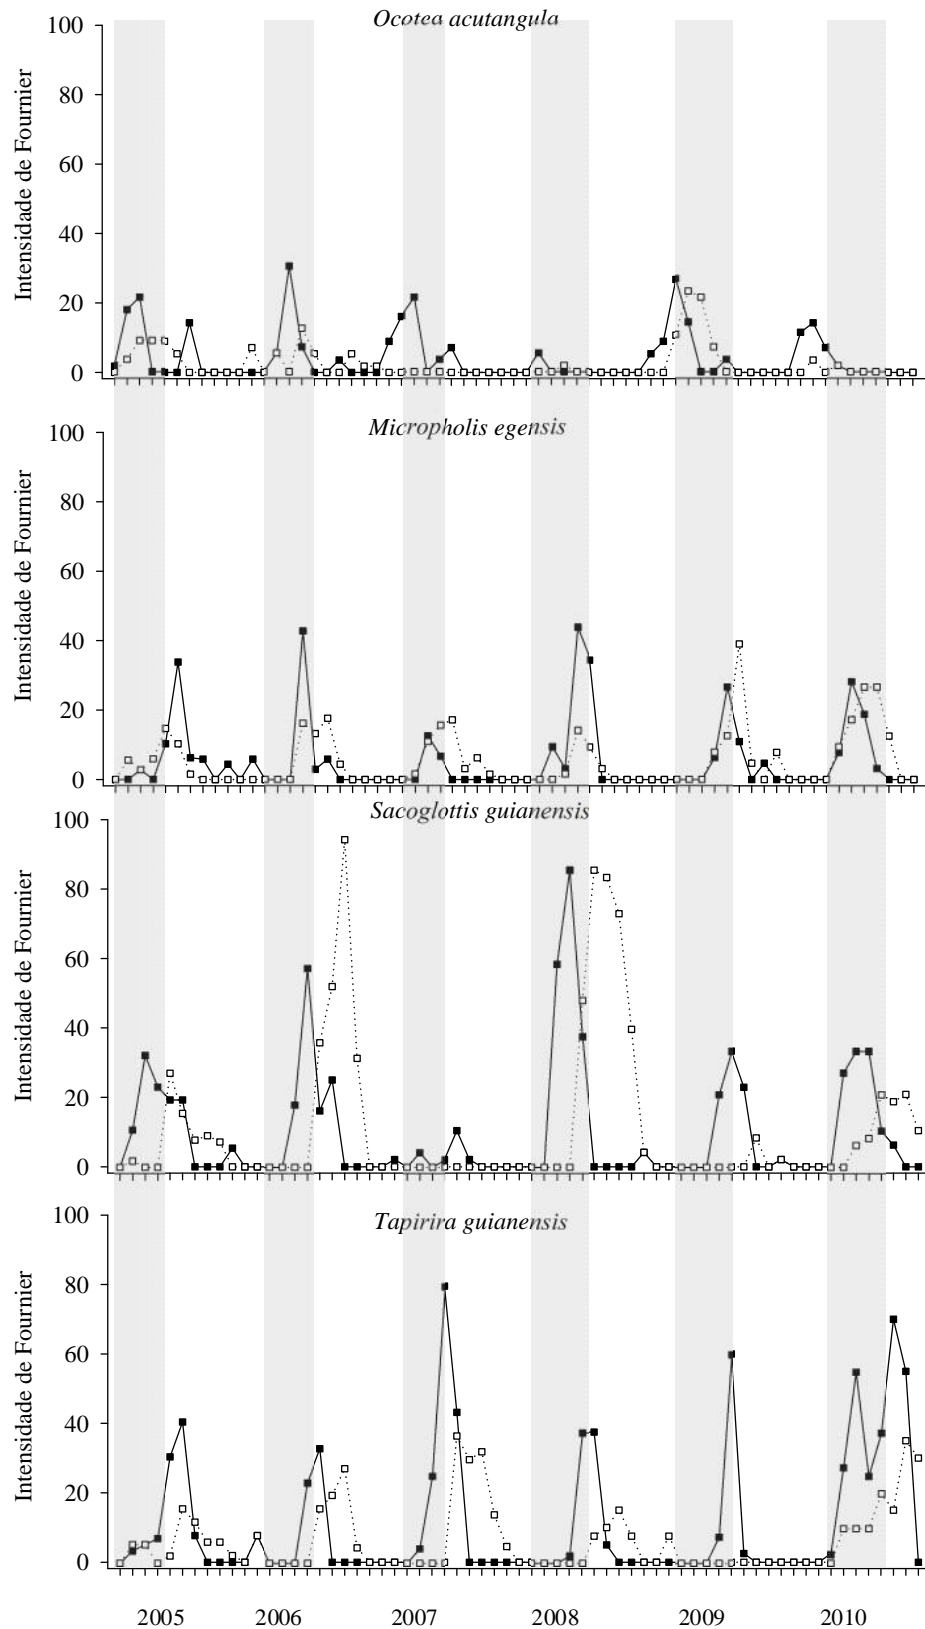 Ocotea acutangula
Intensidade de Fournier
100
80
60
40
20
0
Micropholis egensis
Intensidade de Fournier
100
80
60
40
20
0
Sacoglottis guianensis
Intensidade de Fournier
100
80
60
40
20
0
Tapirira guianensis
Intensidade de Fournier
100
80
60
40
20
0
2005 2006 2007 2008 2009 2010